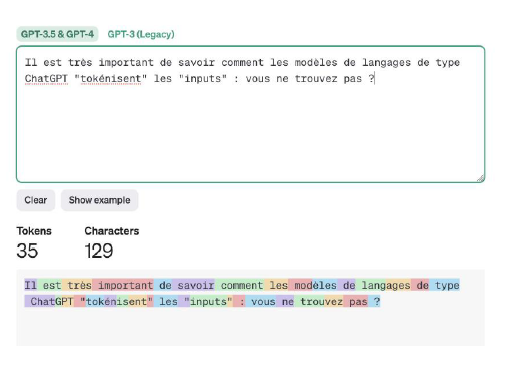 GPT-3.5 & GPT-4 GPT-3 (Legacy)
Il est très important de savoir comment les modèles de langages de type
ChatGPT "tokénisent" les "inputs" : vous ne trouvez pas ?
Clear Show example
Tokens Characters
35 129
Il est très important de savoir comment les modèles de langages de type
ChatGPT "tokénisent" les "inputs" : vous ne trouvez pas ?